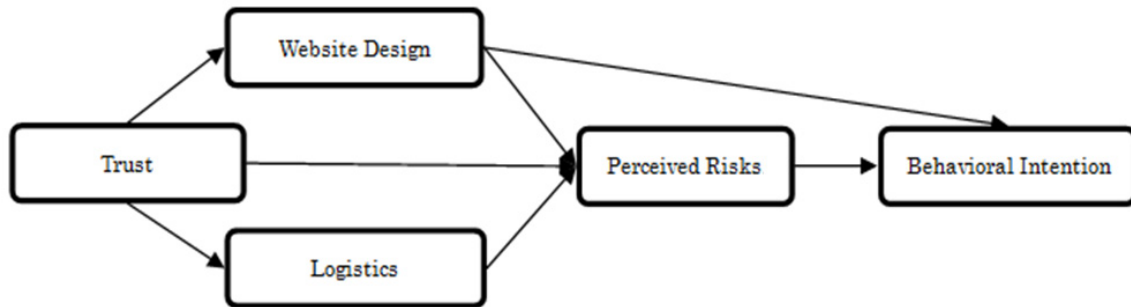 Website Design
Trust
Perceived Risks
Behavioral Intention
Logistics